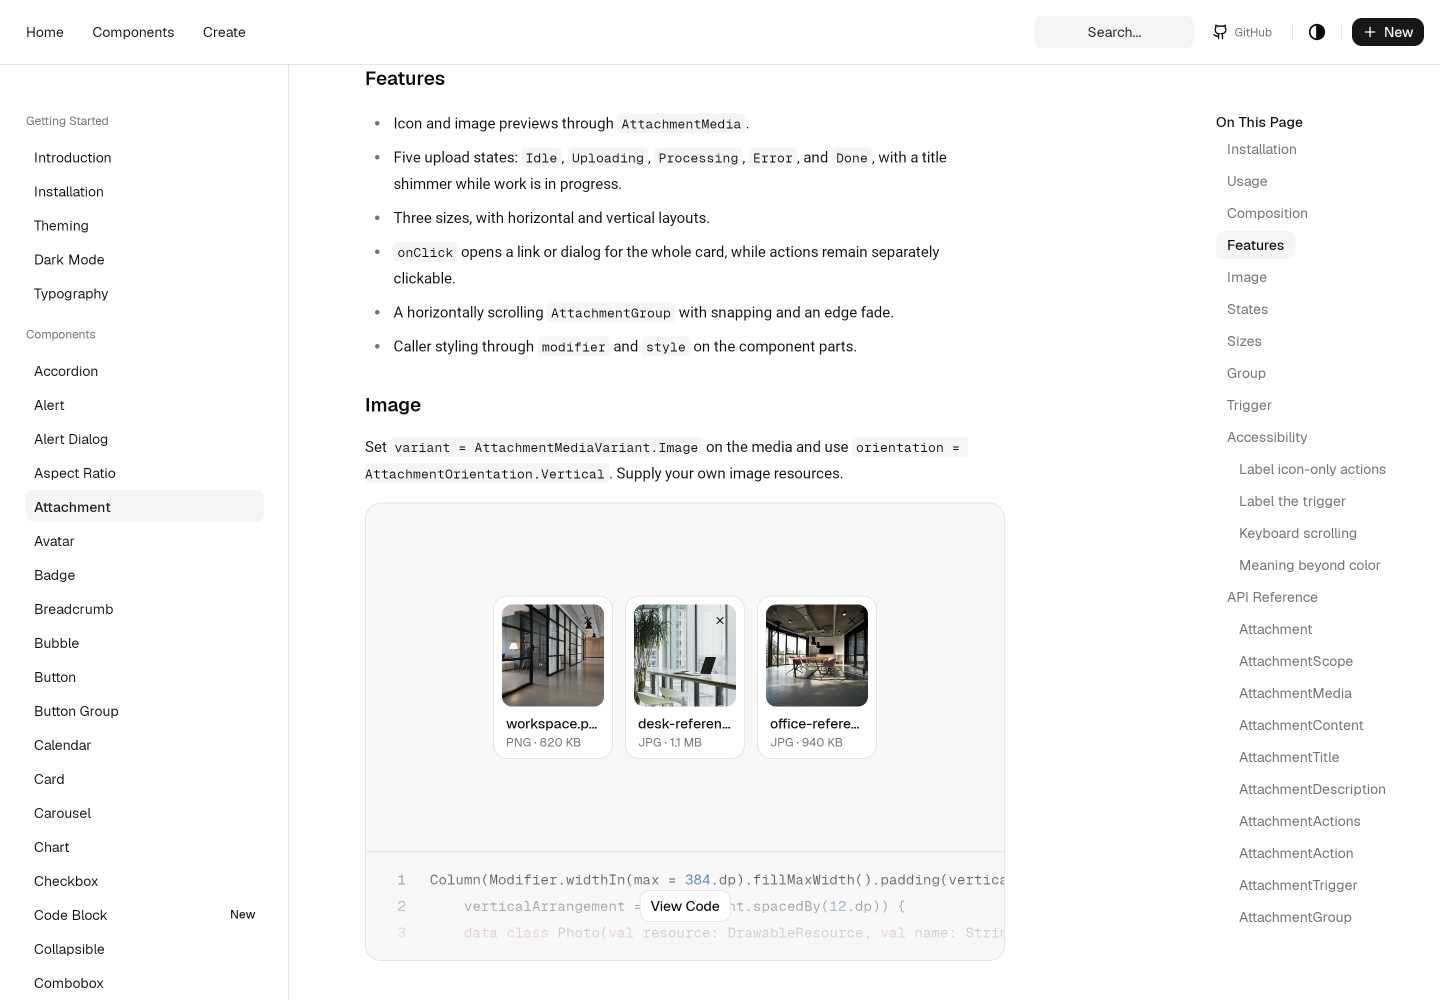 Home
Components
Create
Search...
GitHub
New
Getting Started
Introduction
Installation
Theming
Dark Mode
Typography
Components
Accordion
Alert
Alert Dialog
Aspect Ratio
Attachment
Avatar
Badge
Breadcrumb
Bubble
Button
Button Group
Calendar
Card
Carousel
Chart
Checkbox
Code Block New
Collapsible
Combobox
Features
Icon and image previews through AttachmentMedia.
Five upload states: Idle, Uploading, Processing, Error, and Done, with a title
shimmer while work is in progress.
Three sizes, with horizontal and vertical layouts.
onClick opens a link or dialog for the whole card, while actions remain separately
clickable.
A horizontally scrolling AttachmentGroup with snapping and an edge fade.
Caller styling through modifier and style on the component parts.
Image
Set variant = AttachmentMediaVariant.Image on the media and use orientation =
AttachmentOrientation.Vertical. Supply your own image resources.
workspace.p...
PNG · 820 KB
desk-referen...
JPG · 1.1 MB
office-refere...
JPG · 940 KB
1 Column(Modifier.widthIn(max = 384.dp).fillMaxWidth().padding(vertica
2 verticalArrangement = nt.spacedBy(12.dp)) {
View Code
3 data class Photo(val resource: DrawableResource, val name: Strin
On This Page
Installation
Usage
Composition
Features
Image
States
Sizes
Group
Trigger
Accessibility
Label icon-only actions
Label the trigger
Keyboard scrolling
Meaning beyond color
API Reference
Attachment
AttachmentScope
AttachmentMedia
AttachmentContent
AttachmentTitle
AttachmentDescription
AttachmentActions
AttachmentAction
AttachmentTrigger
AttachmentGroup